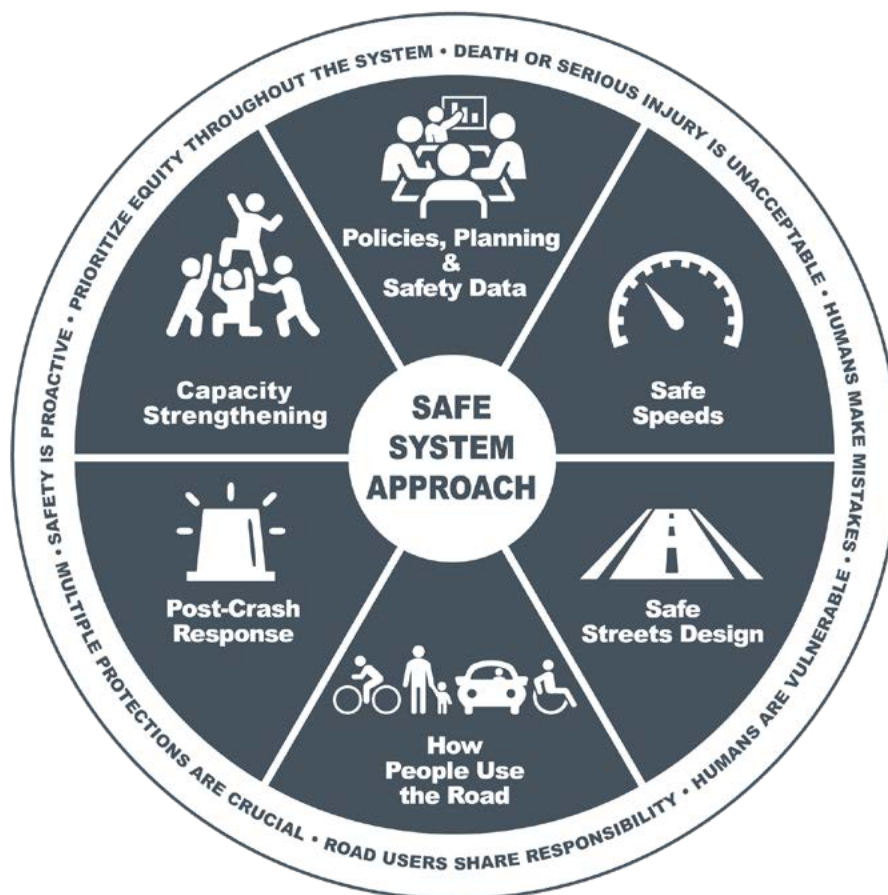 PRIORITIZE EQUITY THROUGHOUT THE SYSTEM • DEATH OR SERIOUS INJURY IS UNACCEPTABLE • HUMANS MAKE MISTAKES • HUMANS ARE VULNERABLE • ROAD USERS SHARE RESPONSIBILITY • MULTIPLE PROTECTIONS ARE CRUCIAL • SAFETY IS PROACTIVE •
Policies, Planning
&
Safety Data
Safe
Speeds
Safe
Streets Design
How
People Use
the Road
Post-Crash
Response
Capacity
Strengthening
SAFE
SYSTEM
APPROACH